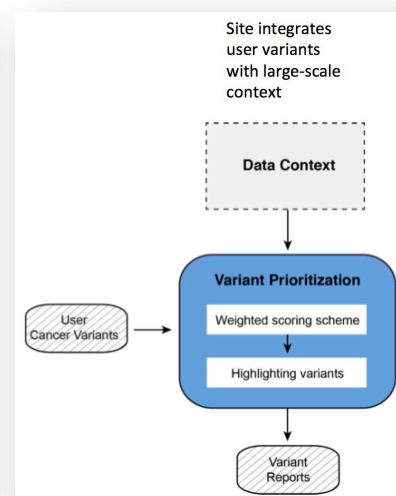 Site integrates
user variants
with large-scale
context
Data Context
Variant Prioritization
User
Cancer Variants
Weighted scoring scheme
Highlighting variants
Variant
Reports